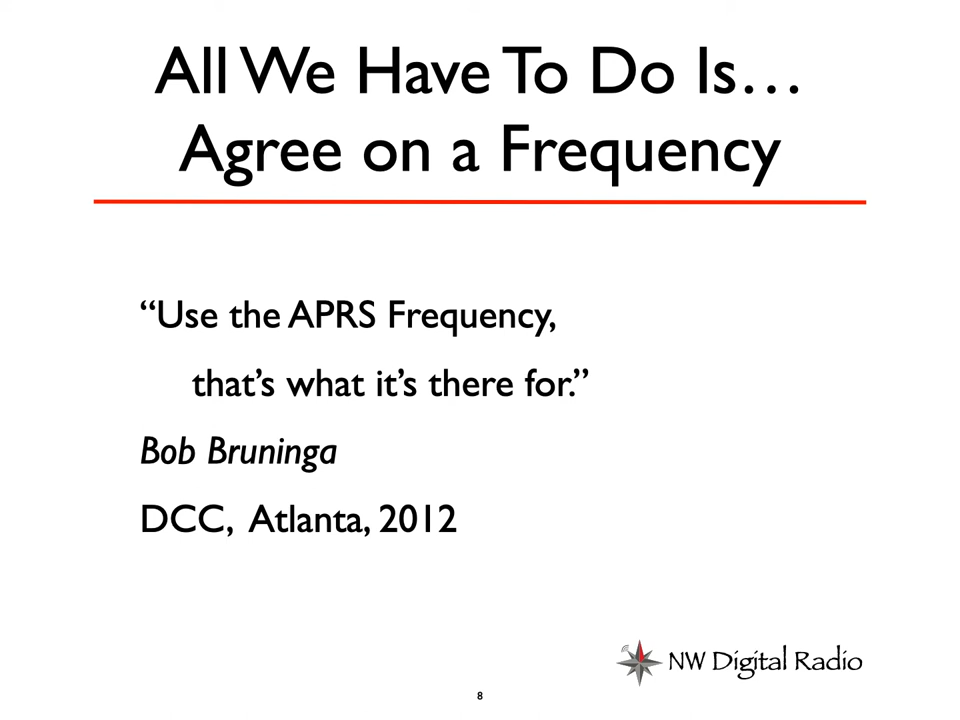 All We Have To Do Is…
Agree on a Frequency
“Use the APRS Frequency,
that’s what it’s there for.”
Bob Bruninga
DCC, Atlanta, 2012
NW Digital Radio
8